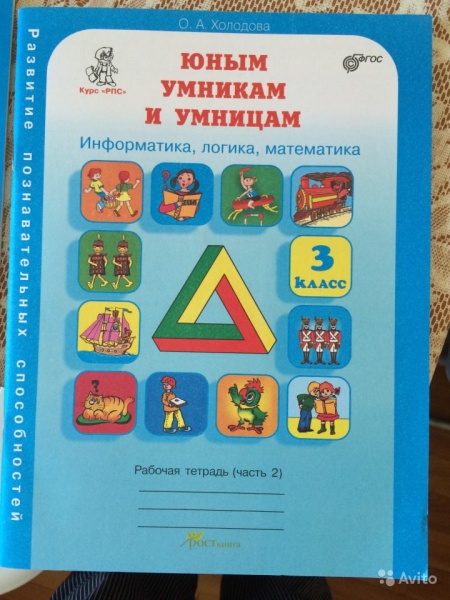 О. А. Холодова
Развитие познавательных способностей
Курс «РПС»
ФГОС
ЮНЫМ
УМНИКАМ
И УМНИЦАМ
Информатика, логика, математика
3
КЛАСС
?
Рабочая тетрадь (часть 2)
РОСТкнига
Avito